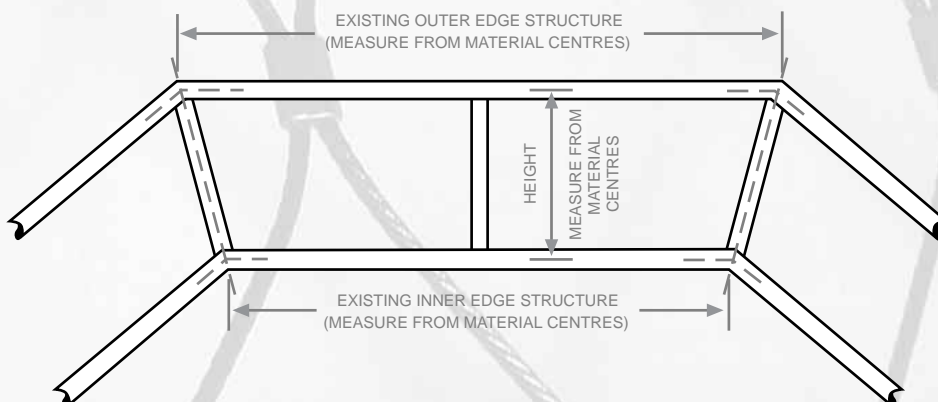 EXISTING OUTER EDGE STRUCTURE
(MEASURE FROM MATERIAL CENTRES)
HEIGHT
MEASURE FROM
MATERIAL
CENTRES
EXISTING INNER EDGE STRUCTURE
(MEASURE FROM MATERIAL CENTRES)